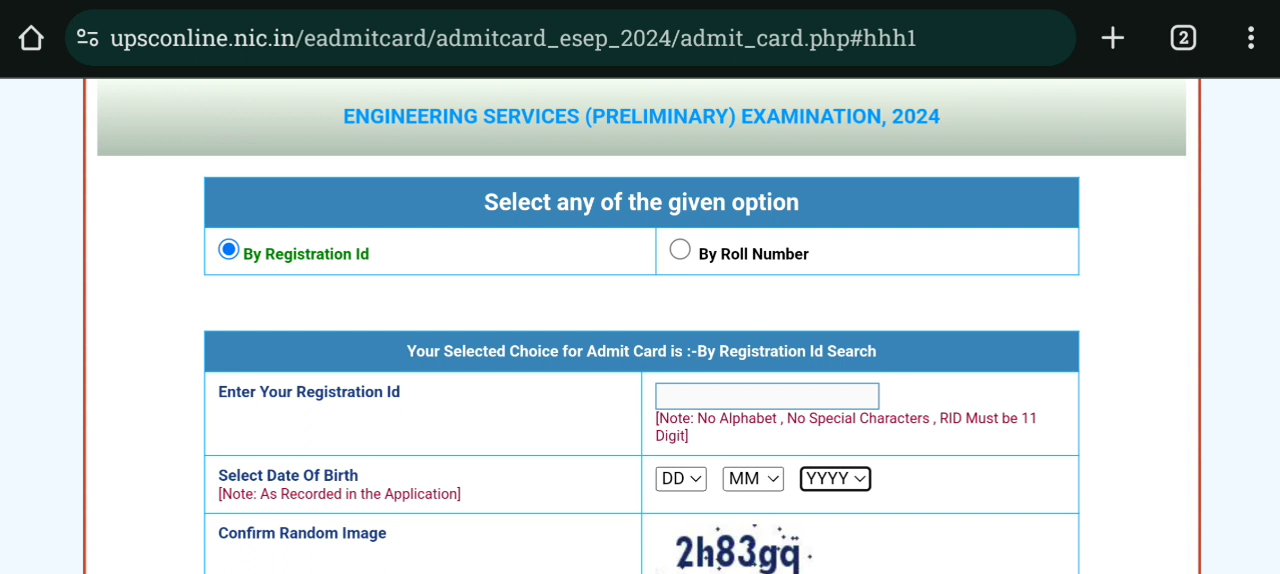 upsconline.nic.in/eadmitcard/admitcard_esep_2024/admit_card.php#hhh1
2
ENGINEERING SERVICES (PRELIMINARY) EXAMINATION, 2024
Select any of the given option
By Registration Id
By Roll Number
Your Selected Choice for Admit Card is :-By Registration Id Search
Enter Your Registration Id
[Note: No Alphabet , No Special Characters , RID Must be 11
Digit]
Select Date Of Birth
DD MM YYYY
[Note: As Recorded in the Application]
Confirm Random Image
2h83gq